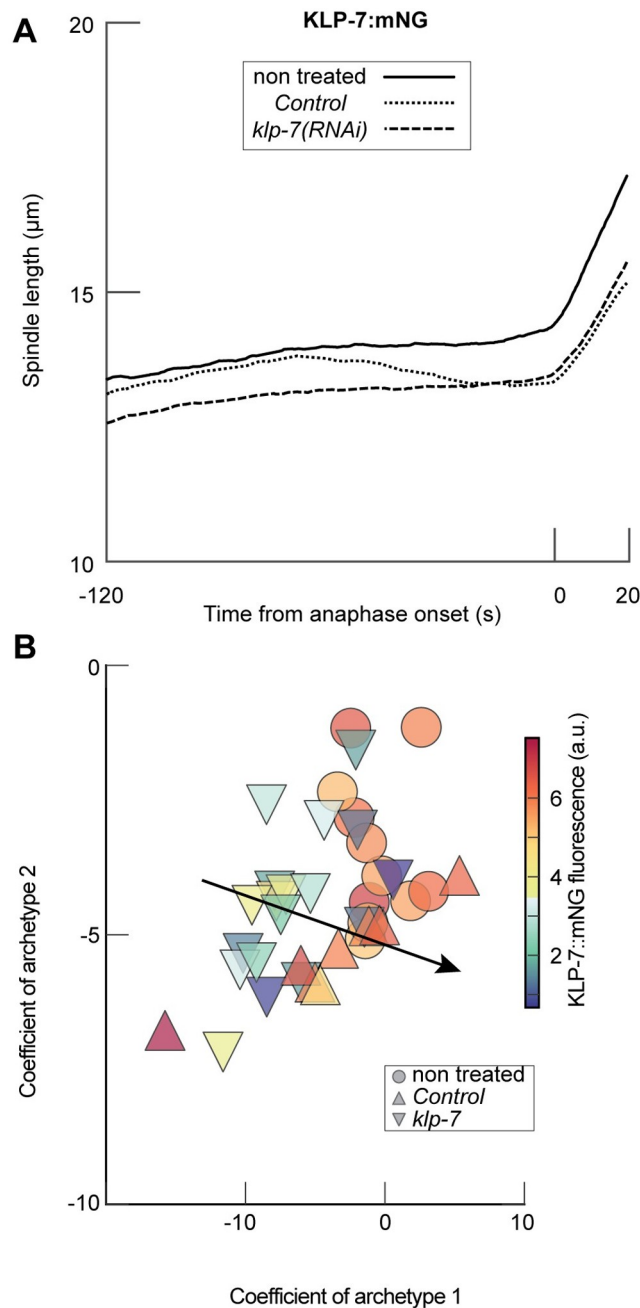 A
KLP-7:mNG
non treated
Control
klp-7(RNAi)
Spindle length (µm)
20
15
10
-120
0
20
Time from anaphase onset (s)
B
0
-5
-10
Coefficient of archetype 2
KLP-7::mNG fluorescence (a.u.)
6
4
2
non treated
Control
klp-7
-10
0
10
Coefficient of archetype 1